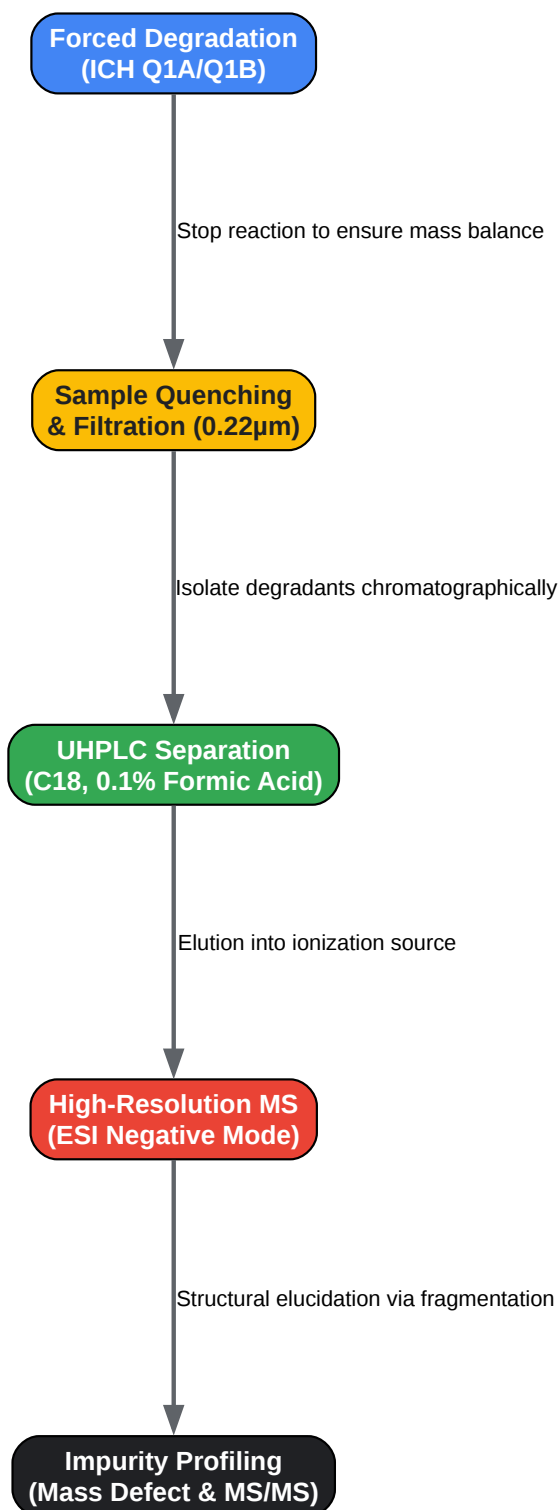 Forced Degradation
(ICH Q1A/Q1B)
Stop reaction to ensure mass balance
Sample Quenching
& Filtration (0.22µm)
Isolate degradants chromatographically
UHPLC Separation
(C18, 0.1% Formic Acid)
Elution into ionization source
High-Resolution MS
(ESI Negative Mode)
Structural elucidation via fragmentation
Impurity Profiling
(Mass Defect & MS/MS)